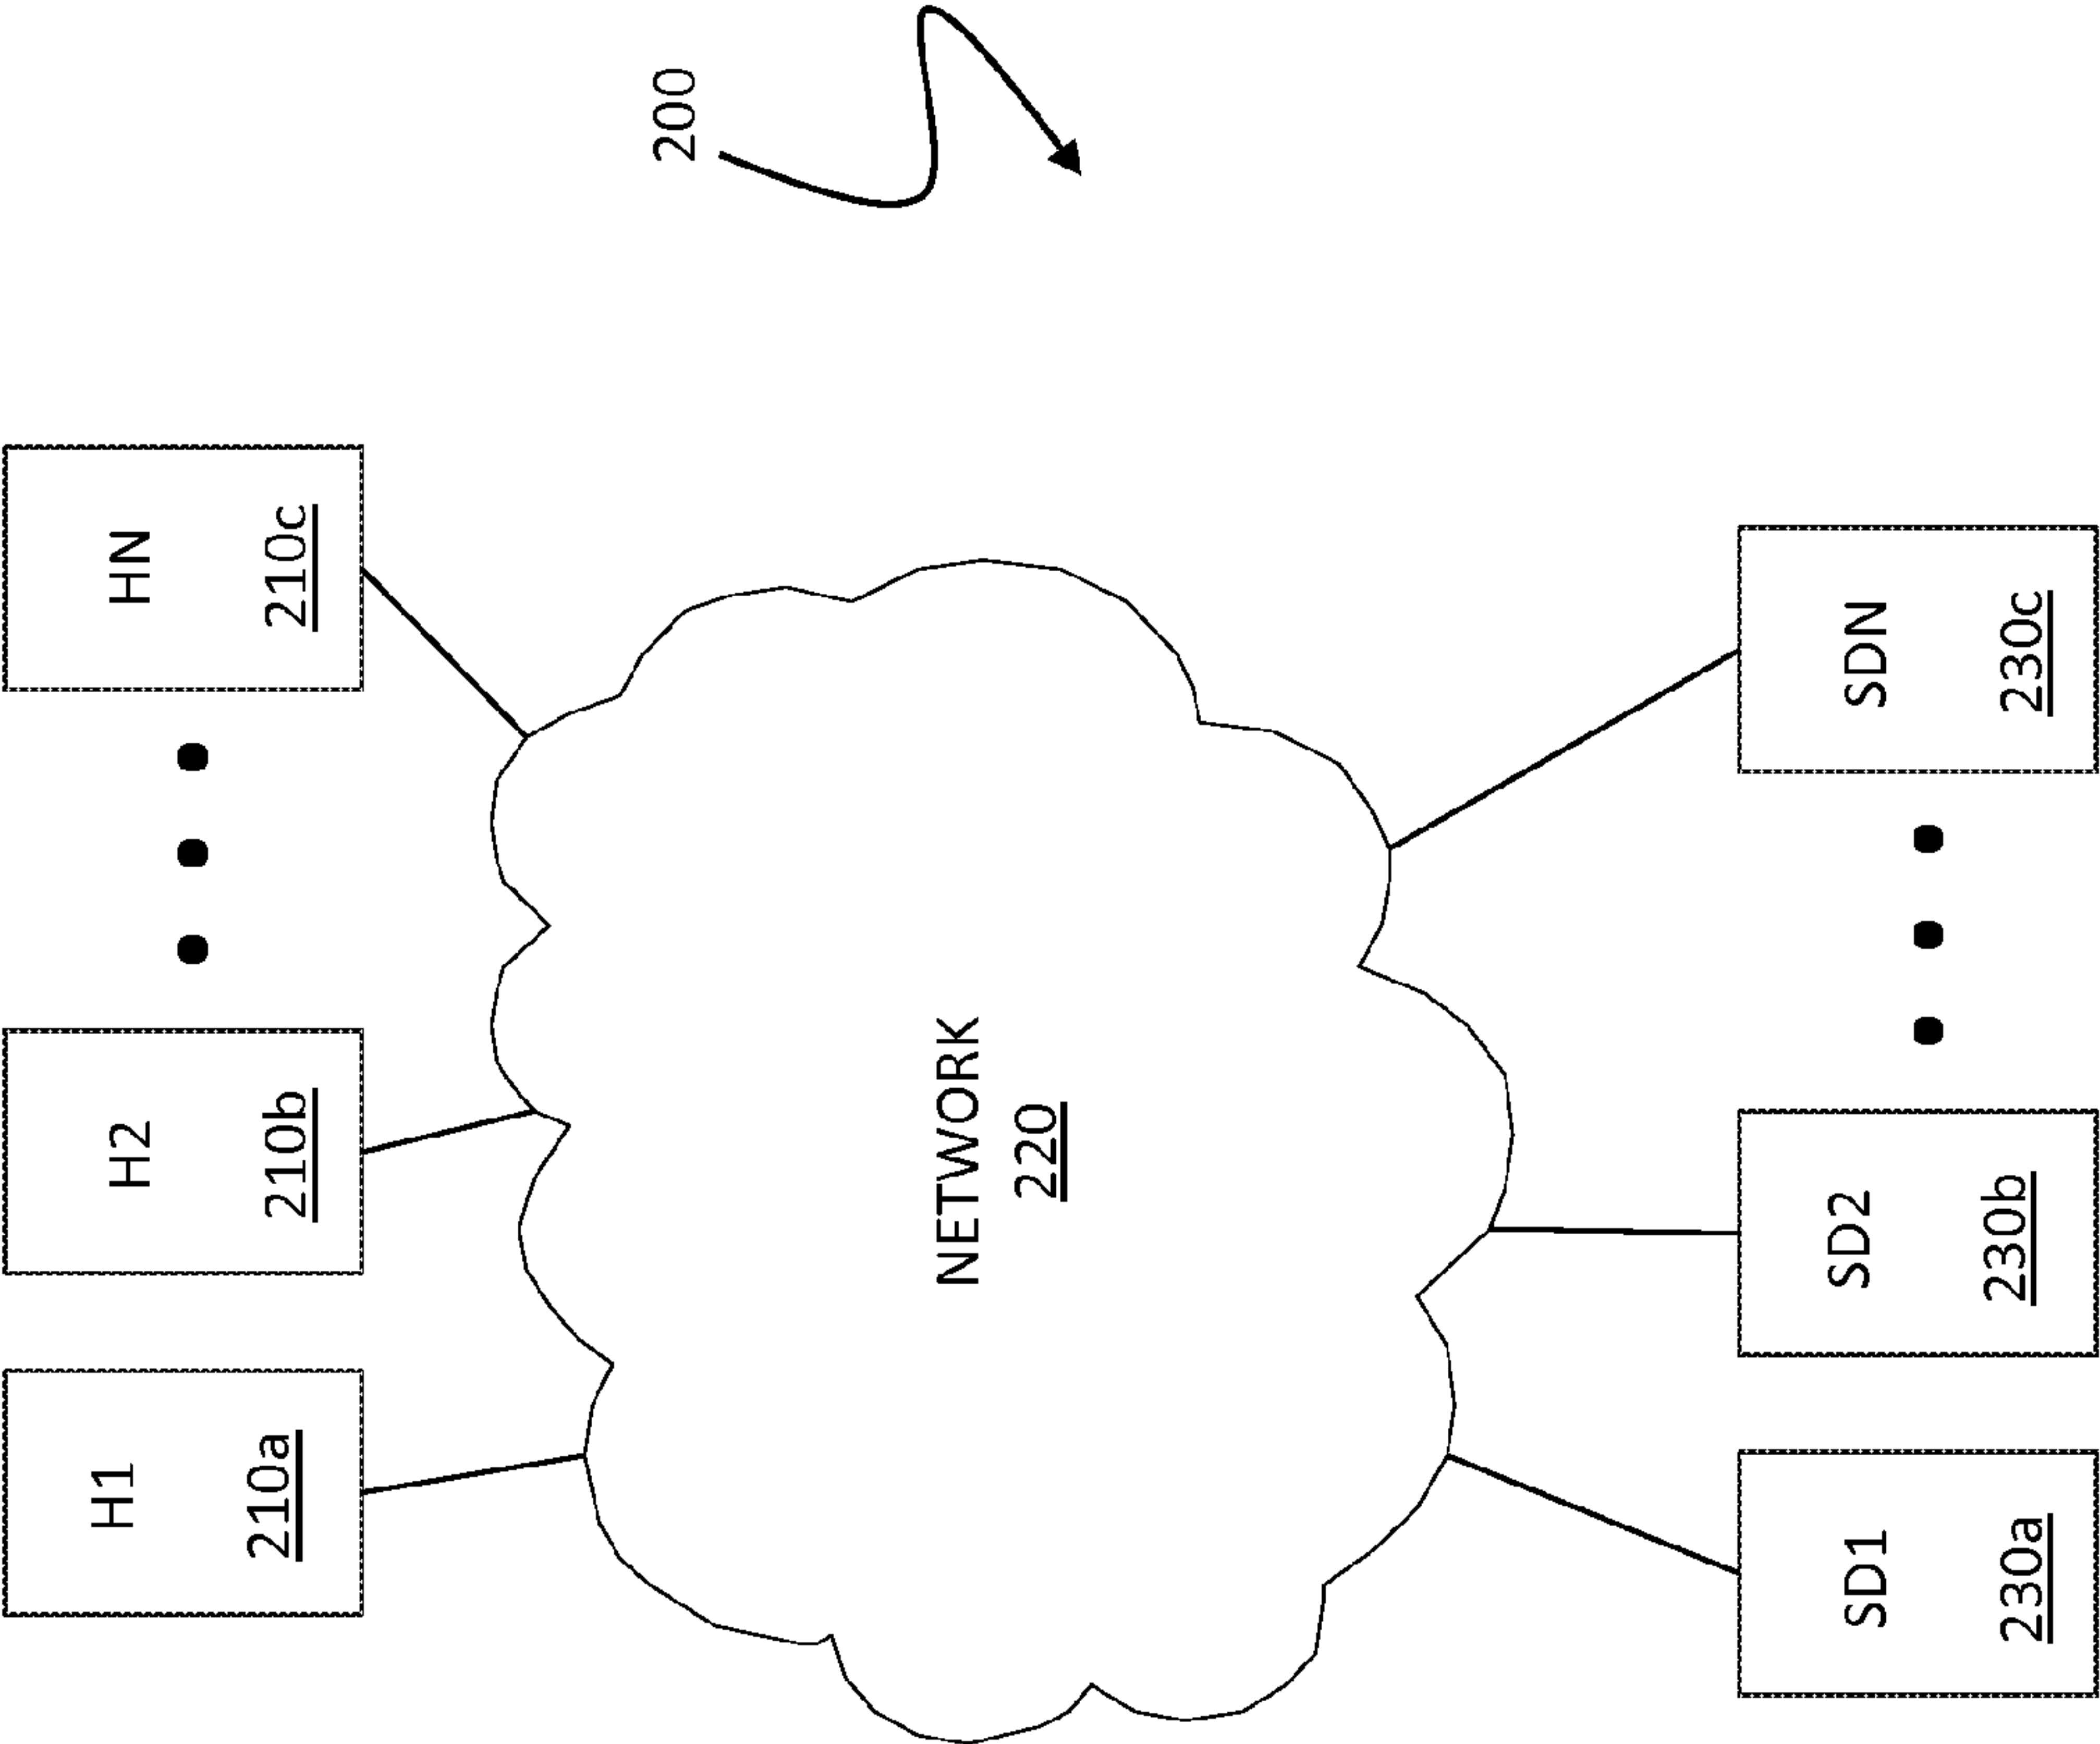 H1
210a
H2
210b
HN
210c
200
NETWORK
220
SD1
230a
SD2
230b
SDN
230c